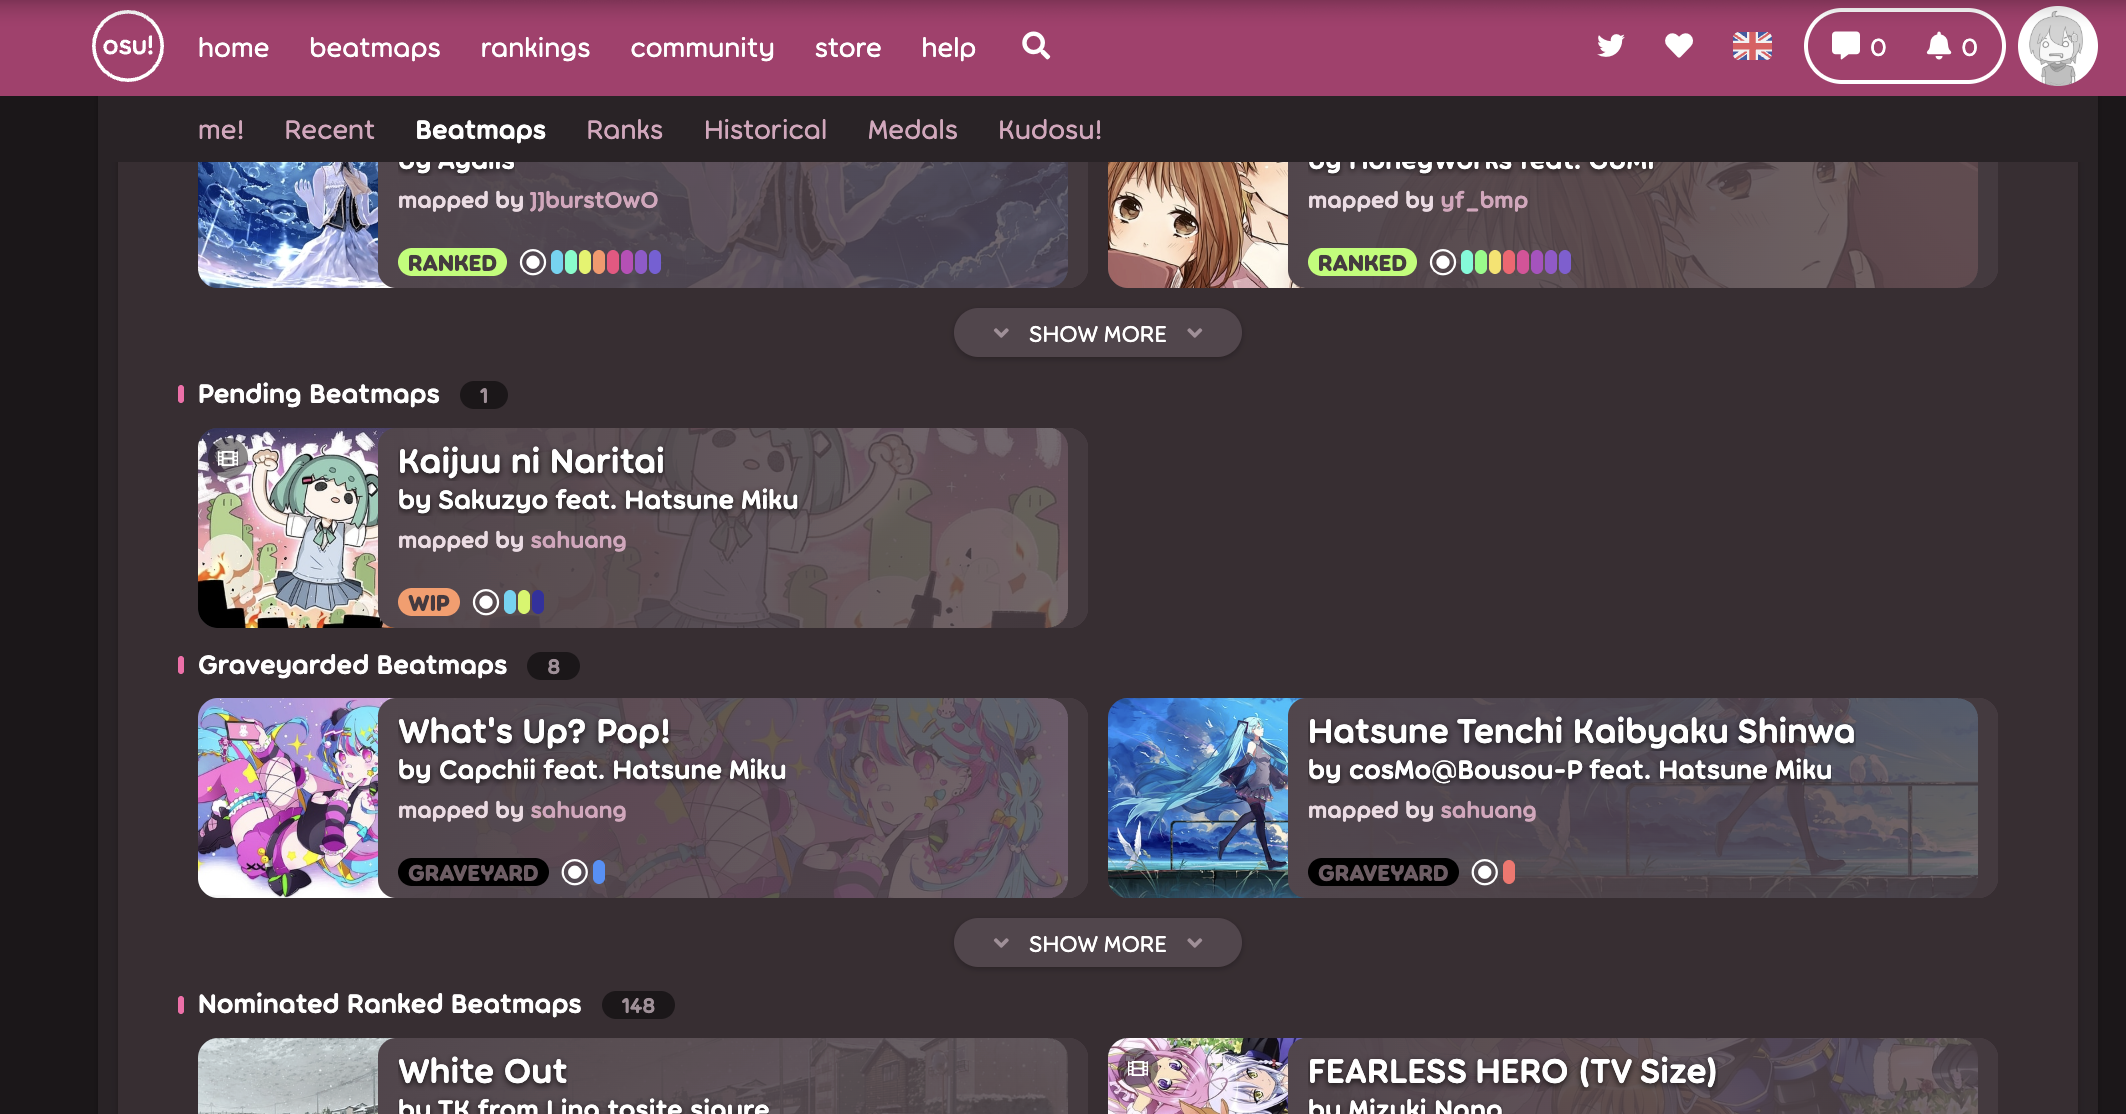 osu! home beatmaps rankings community store help 0 0
me! Recent Beatmaps Ranks Historical Medals Kudosu!
by Ayalis
mapped by JJburstOwO
RANKED
by HoneyWorks feat. GUMI
mapped by yf_bmp
RANKED
SHOW MORE
Pending Beatmaps 1
Kaijuu ni Naritai
by Sakuzyo feat. Hatsune Miku
mapped by sahuang
WIP
Graveyarded Beatmaps 8
What's Up? Pop!
by Capchii feat. Hatsune Miku
mapped by sahuang
GRAVEYARD
Hatsune Tenchi Kaibyaku Shinwa
by cosMo@Bousou-P feat. Hatsune Miku
mapped by sahuang
GRAVEYARD
SHOW MORE
Nominated Ranked Beatmaps 148
White Out
by TK from Ling tosite sigure
FEARLESS HERO (TV Size)
by Mizuki Nana